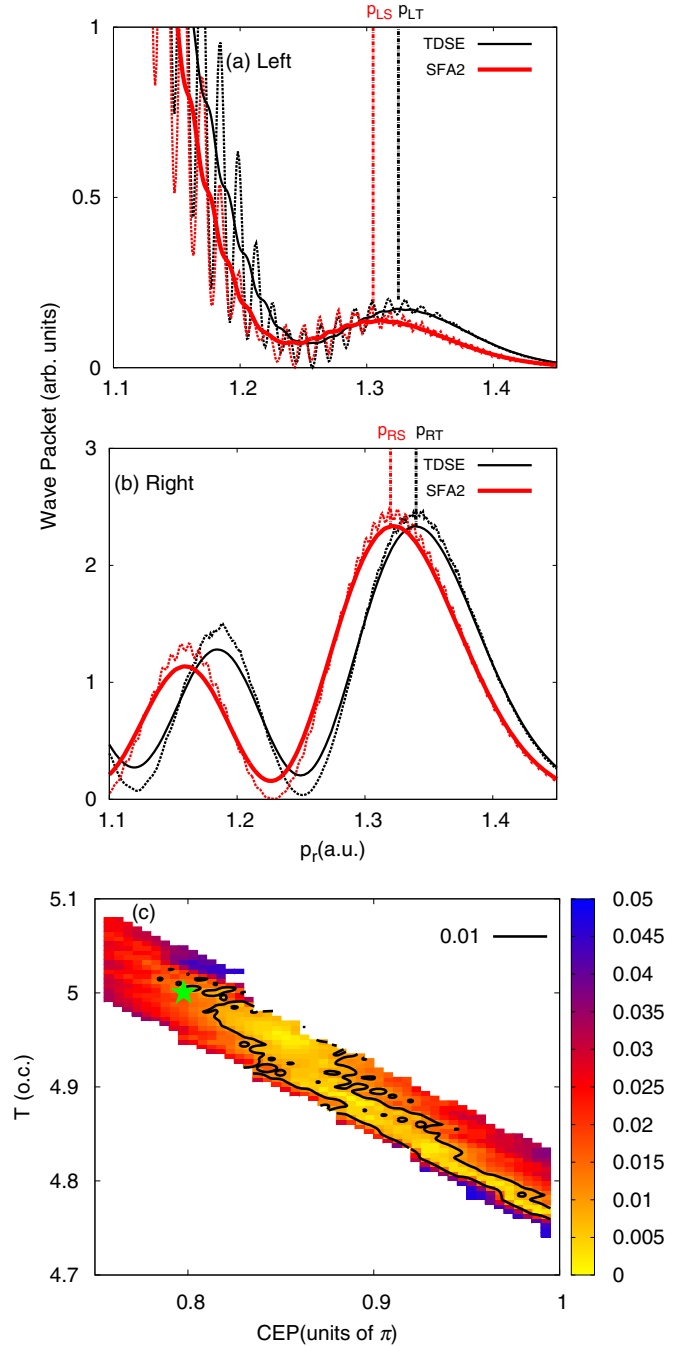 p_LS p_LT
(a) Left
TDSE
SFA2
1
0.5
0
1.1 1.2 1.3 1.4
Wave Packet (arb. units)
p_RS p_RT
(b) Right
TDSE
SFA2
3
2
1
0
1.1 1.2 1.3 1.4
p_r(a.u.)
(c)
0.01
5.1
5
4.9
4.8
4.7
T (o.c.)
0.8 0.9 1
CEP(units of π)
0.05
0.045
0.04
0.035
0.03
0.025
0.02
0.015
0.01
0.005
0